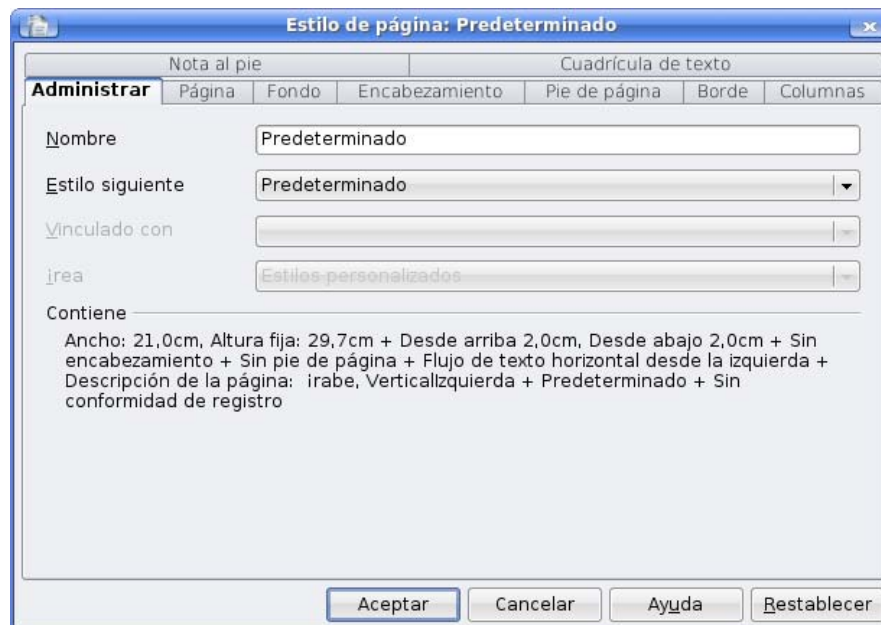 Estilo de página: Predeterminado
Nota al pie Cuadrícula de texto
Administrar Página Fondo Encabezamiento Pie de página Borde Columnas
Nombre Predeterminado
Estilo siguiente Predeterminado
Vinculado con
irea Estilos personalizados
Contiene
Ancho: 21,0cm, Altura fija: 29,7cm + Desde arriba 2,0cm, Desde abajo 2,0cm + Sin
encabezamiento + Sin pie de página + Flujo de texto horizontal desde la izquierda +
Descripción de la página: irabe, VerticalIzquierda + Predeterminado + Sin
conformidad de registro
Aceptar Cancelar Ayuda Restablecer